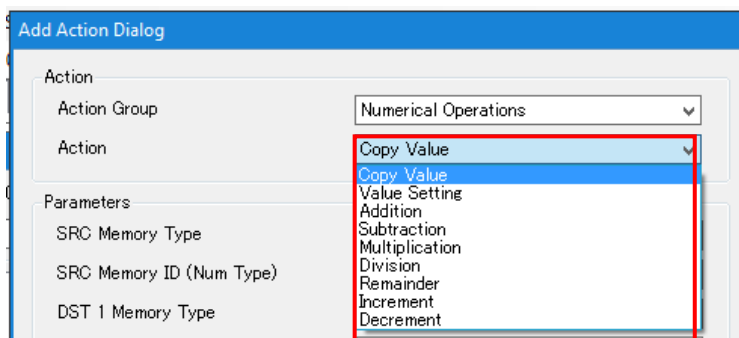 Add Action Dialog
Action
Action Group
Numerical Operations
Action
Copy Value
Copy Value
Value Setting
Addition
Subtraction
Multiplication
Division
Remainder
Increment
Decrement
Parameters
SRC Memory Type
SRC Memory ID (Num Type)
DST 1 Memory Type